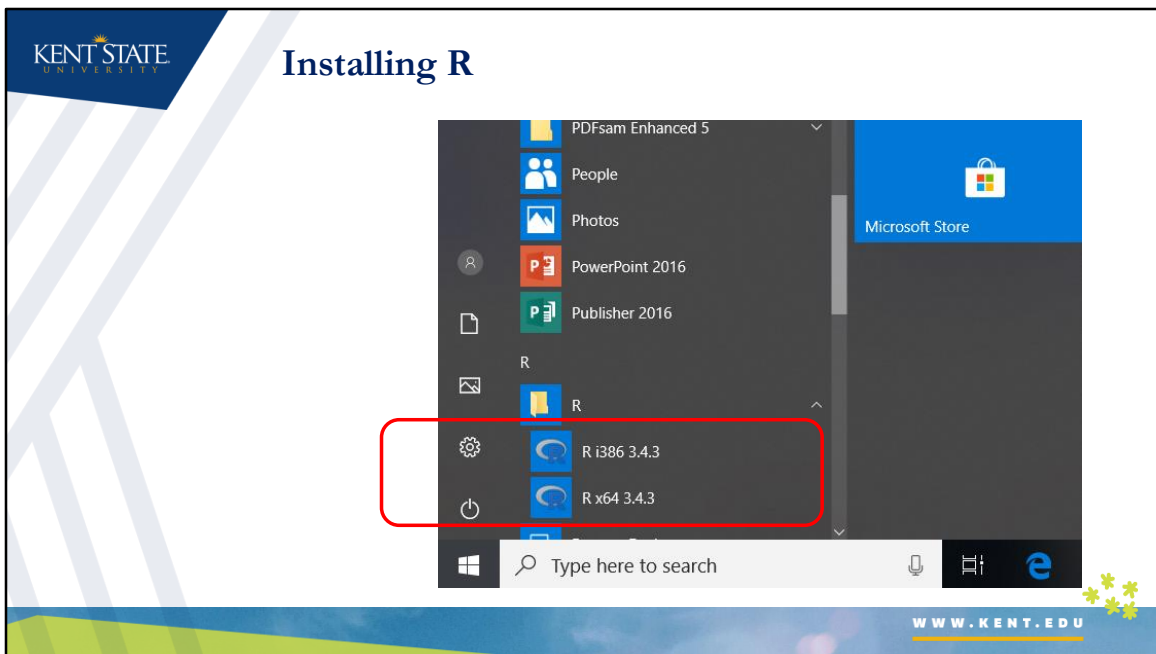 KENT STATE
UNIVERSITY
Installing R
PDFsam Enhanced 5
People
Photos
Microsoft Store
PowerPoint 2016
Publisher 2016
R
R
R i386 3.4.3
R x64 3.4.3
Type here to search
WWW.KENT.EDU